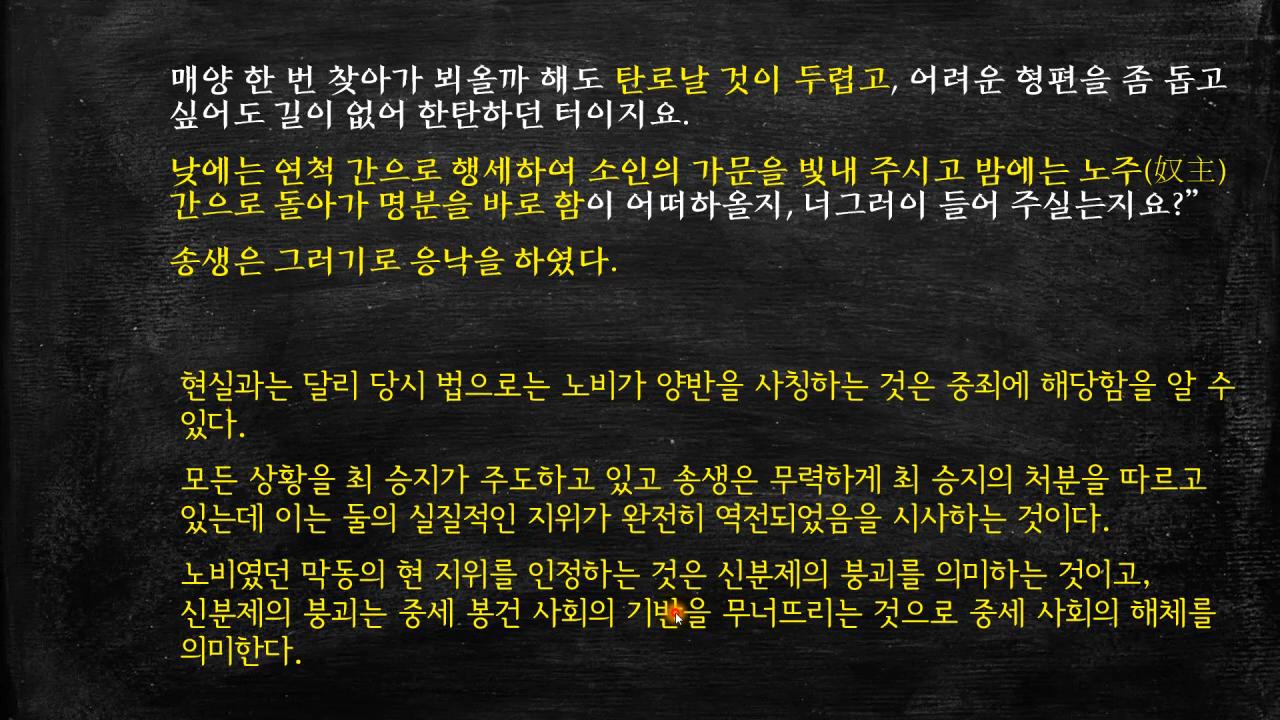 매양 한 번 찾아가 뵈올까 해도 탄로날 것이 두렵고, 어려운 형편을 좀 돕고
싶어도 길이 없어 한탄하던 터이지요.
낮에는 연척 간으로 행세하여 소인의 가문을 빛내 주시고 밤에는 노주(奴主)
간으로 돌아가 명분을 바로 함이 어떠하올지, 너그러이 들어 주실는지요?”
송생은 그러기로 응낙을 하였다.
현실과는 달리 당시 법으로는 노비가 양반을 사칭하는 것은 중죄에 해당함을 알 수
있다.
모든 상황을 최 승지가 주도하고 있고 송생은 무력하게 최 승지의 처분을 따르고
있는데 이는 둘의 실질적인 지위가 완전히 역전되었음을 시사하는 것이다.
노비였던 막동의 현 지위를 인정하는 것은 신분제의 붕괴를 의미하는 것이고,
신분제의 붕괴는 중세 봉건 사회의 기반을 무너뜨리는 것으로 중세 사회의 해체를
의미한다.